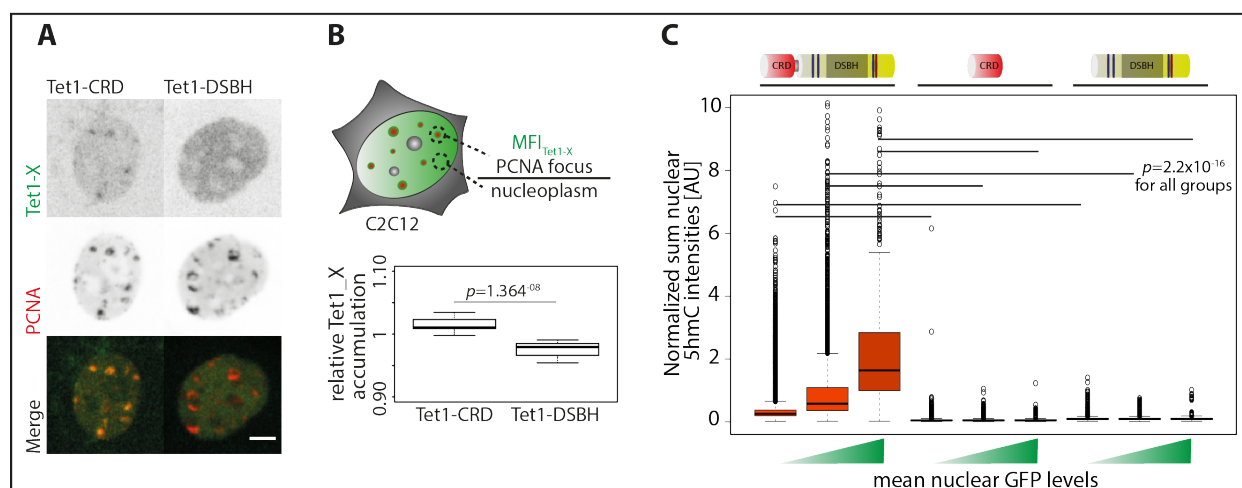 A
Tet1-CRD
Tet1-DSBH
Tet1-X
PCNA
Merge
B
MFI Tet1-X
PCNA focus
nucleoplasm
C2C12
relative Tet1_X
accumulation
1.10
1
0.90
p=1.364-08
Tet1-CRD
Tet1-DSBH
C
CRD
DSBH
CRD
DSBH
Normalized sum nuclear
5hmC intensities [AU]
10
8
6
4
2
0
p=2.2x10-16
for all groups
mean nuclear GFP levels